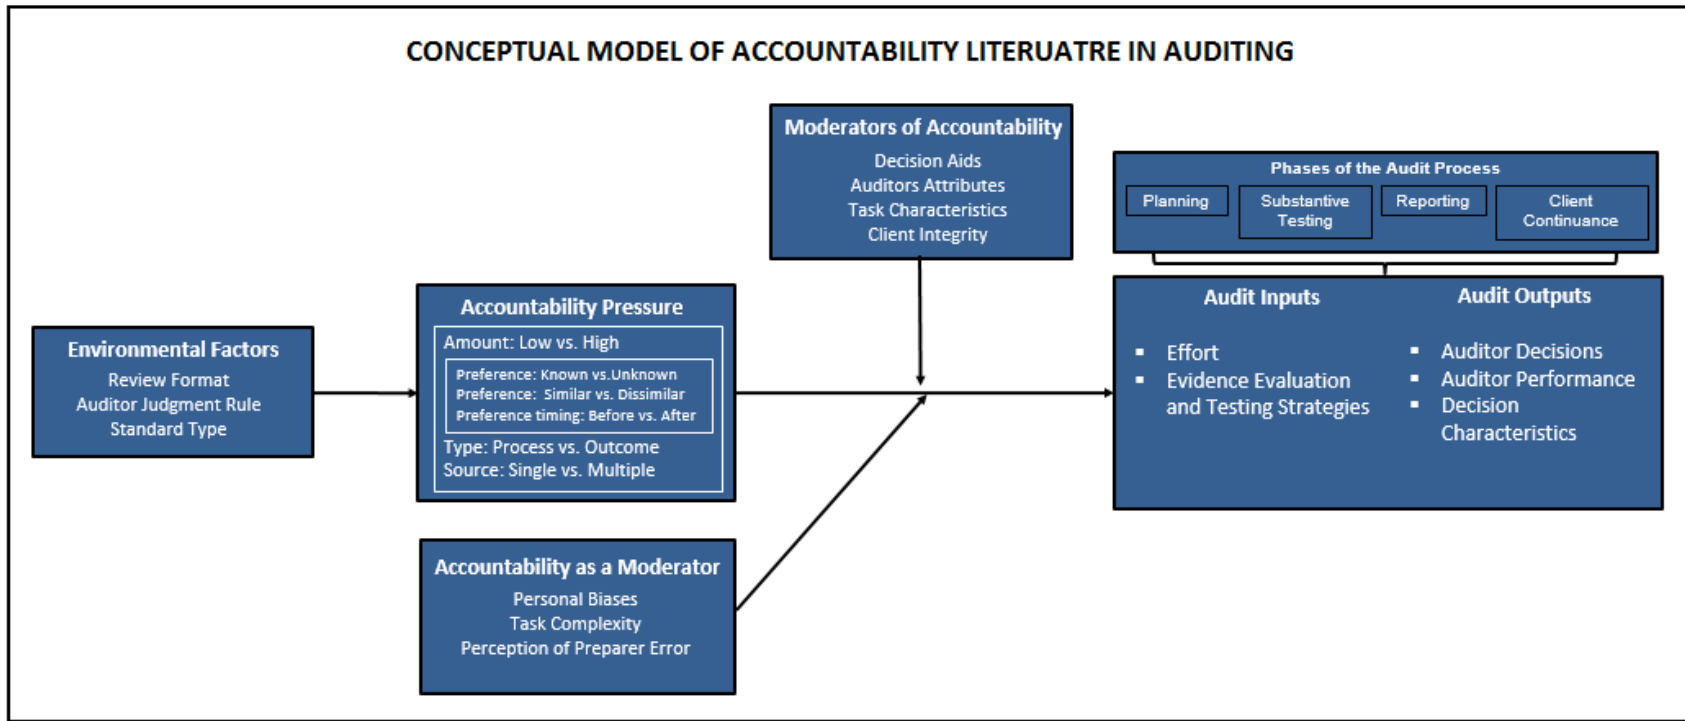 CONCEPTUAL MODEL OF ACCOUNTABILITY LITERUATRE IN AUDITING
Environmental Factors
Review Format
Auditor Judgment Rule
Standard Type
Accountability Pressure
Amount: Low vs. High
Preference: Known vs.Unknown
Preference: Similar vs. Dissimilar
Preference timing: Before vs. After
Type: Process vs. Outcome
Source: Single vs. Multiple
Accountability as a Moderator
Personal Biases
Task Complexity
Perception of Preparer Error
Moderators of Accountability
Decision Aids
Auditors Attributes
Task Characteristics
Client Integrity
Phases of the Audit Process
Planning
Substantive
Testing
Reporting
Client
Continuance
Audit Inputs
▪ Effort
▪ Evidence Evaluation
and Testing Strategies
Audit Outputs
▪ Auditor Decisions
▪ Auditor Performance
▪ Decision
Characteristics